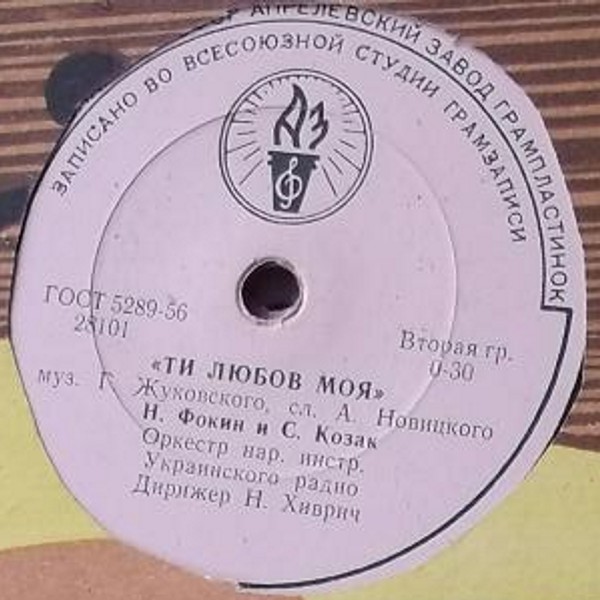 АПРЕЛЕВСКИЙ ЗАВОД ГРАМПЛАСТИНОК
ЗАПИСАНО ВО ВСЕСОЮЗНОЙ СТУДИИ ГРАМЗАПИСИ
АЗ
ГОСТ 5289-56
28101
Вторая гр.
0-30
«ТИ ЛЮБОВ МОЯ»
муз. Г. Жуковского, сл. А. Новицкого
Н. Фокин и С. Козак
Оркестр нар. инстр.
Украинского радио
Дирижер Н. Хиврич